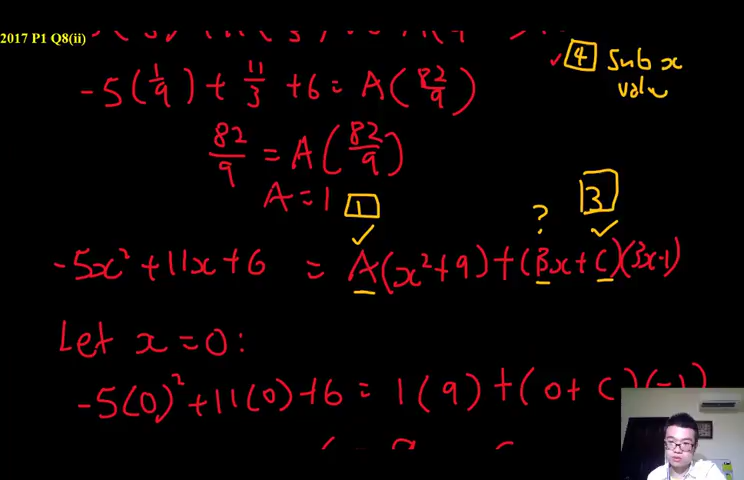 2017 P1 Q8(ii)
4 Sub x
value
-5(1/9) + 11/3 + 6 = A(82/9)
82/9 = A(82/9)
A = 1
1 ? 3
-5x² + 11x + 6 = A(x² + 9) + (Bx + C)(3x-1)
Let x = 0:
-5(0)² + 11(0) + 6 = 1(9) + (0 + C)(-1)